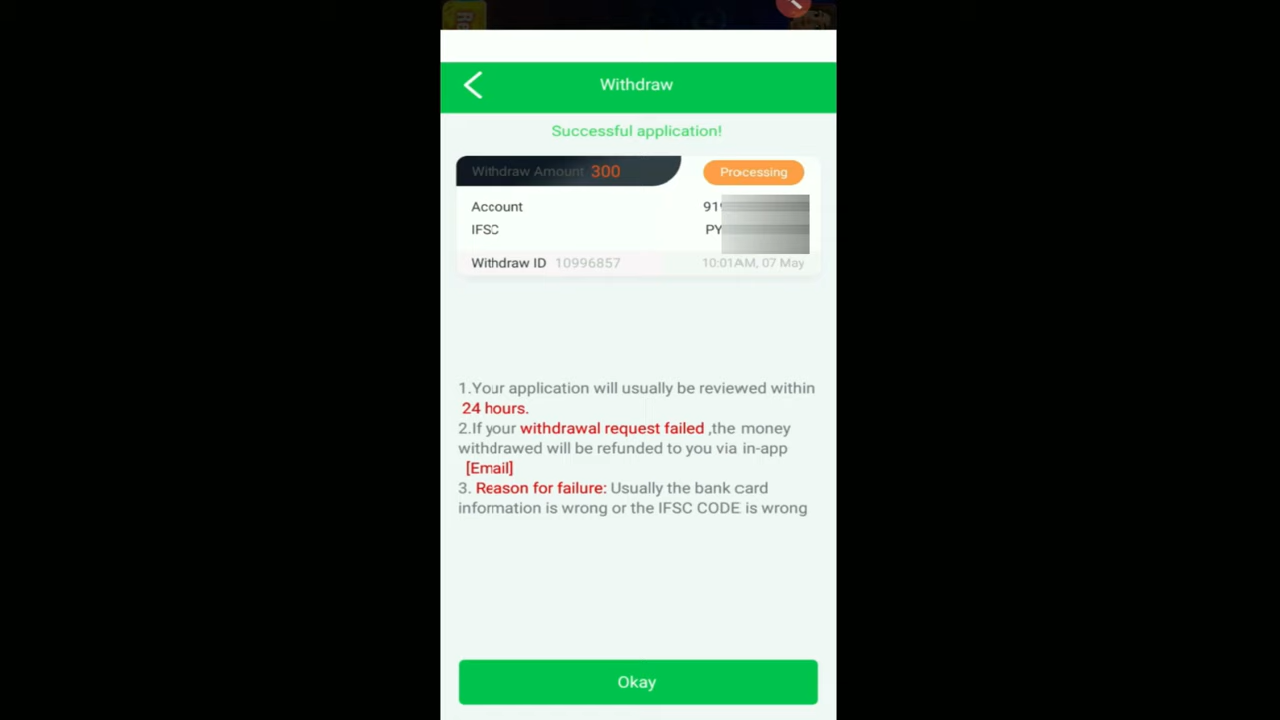 Withdraw
Successful application!
Withdraw Amount 300
Processing
Account 919
IFSC PY
Withdraw ID 10996857 10:01AM, 07 May
1.Your application will usually be reviewed within
24 hours.
2.If your withdrawal request failed ,the money
withdrawed will be refunded to you via in-app
[Email]
3. Reason for failure: Usually the bank card
information is wrong or the IFSC CODE is wrong
Okay